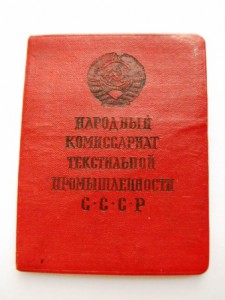 НАРОДНЫЙ
КОМИССАРИАТ
ТЕКСТИЛЬНОЙ
ПРОМЫШЛЕННОСТИ
С·С·С·Р